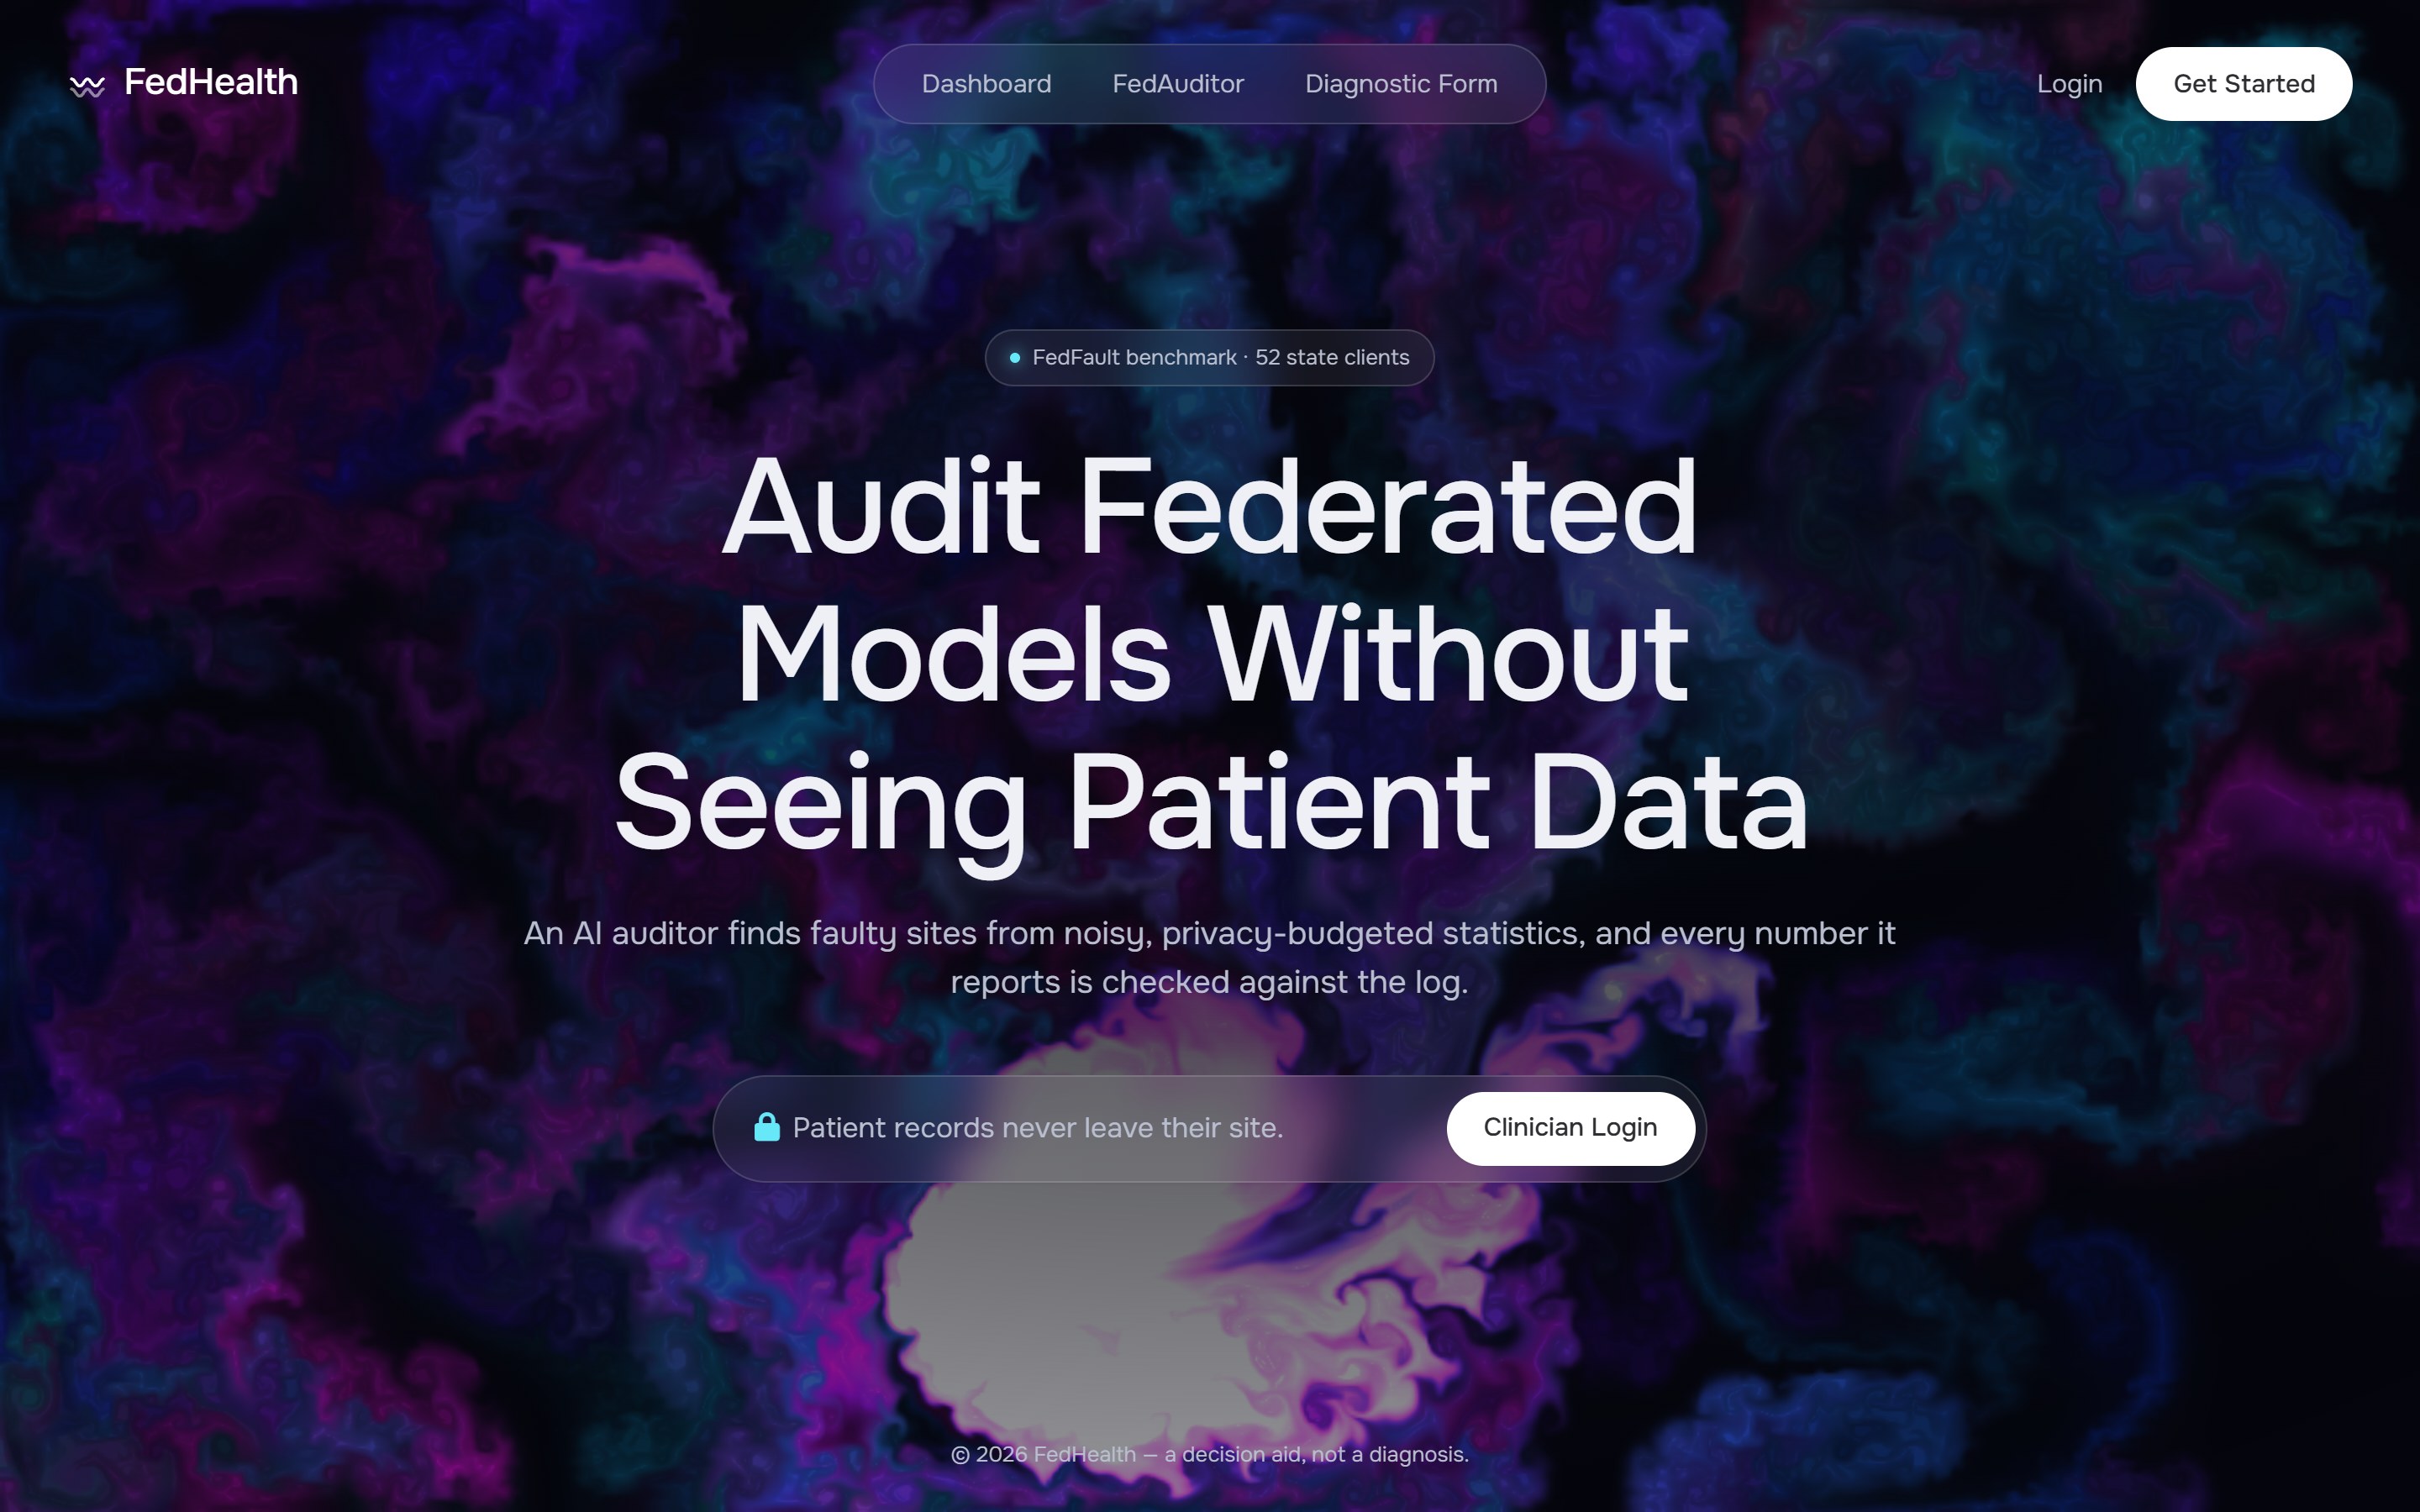 FedHealth
Dashboard FedAuditor Diagnostic Form
Login Get Started
FedFault benchmark · 52 state clients
Audit Federated
Models Without
Seeing Patient Data
An AI auditor finds faulty sites from noisy, privacy-budgeted statistics, and every number it
reports is checked against the log.
Patient records never leave their site.
Clinician Login
© 2026 FedHealth — a decision aid, not a diagnosis.